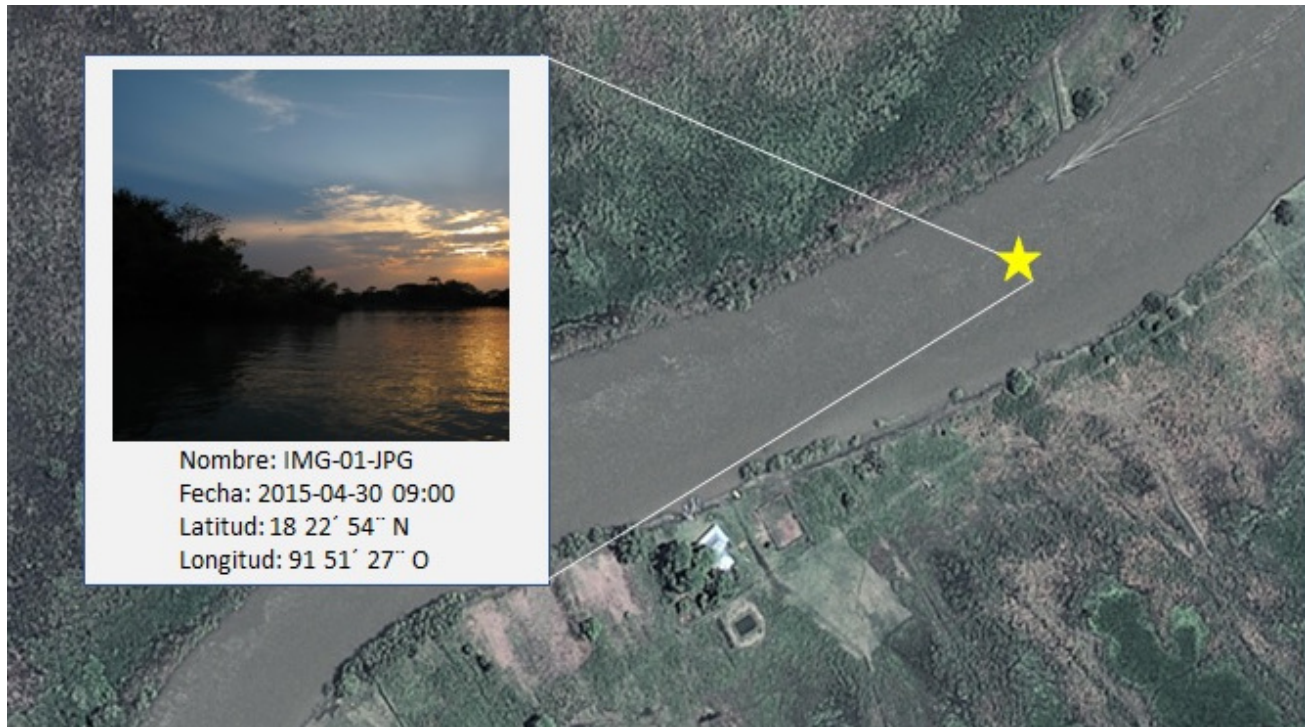 Nombre: IMG-01-JPG
Fecha: 2015-04-30 09:00
Latitud: 18 22´ 54¨ N
Longitud: 91 51´ 27¨ O